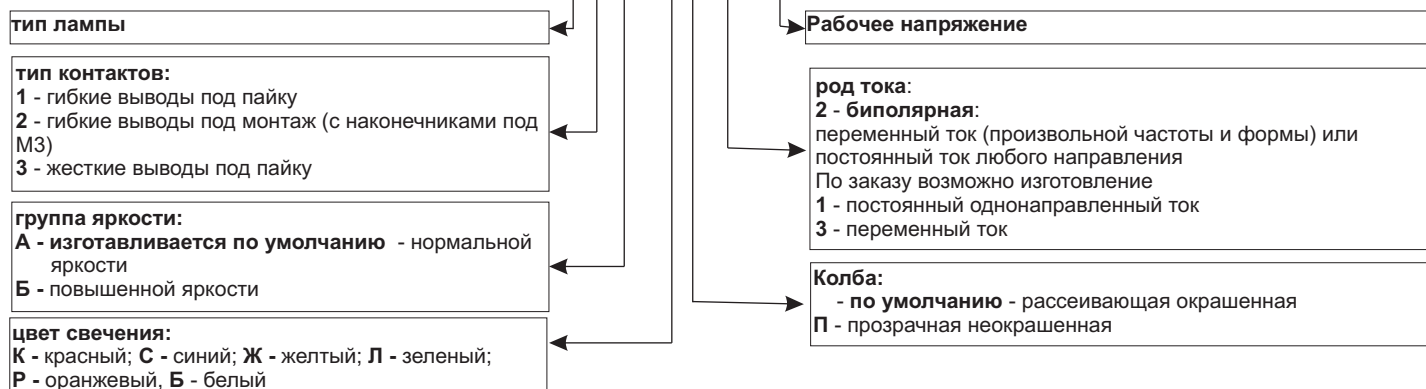 тип лампы
тип контактов:
1 - гибкие выводы под пайку
2 - гибкие выводы под монтаж (с наконечниками под
М3)
3 - жесткие выводы под пайку
группа яркости:
А - изготавливается по умолчанию - нормальной
яркости
Б - повышенной яркости
цвет свечения:
К - красный; С - синий; Ж - желтый; Л - зеленый;
Р - оранжевый, Б - белый
Рабочее напряжение
род тока:
2 - биполярная:
переменный ток (произвольной частоты и формы) или
постоянный ток любого направления
По заказу возможно изготовление
1 - постоянный однонаправленный ток
3 - переменный ток
Колба:
- по умолчанию - рассеивающая окрашенная
П - прозрачная неокрашенная